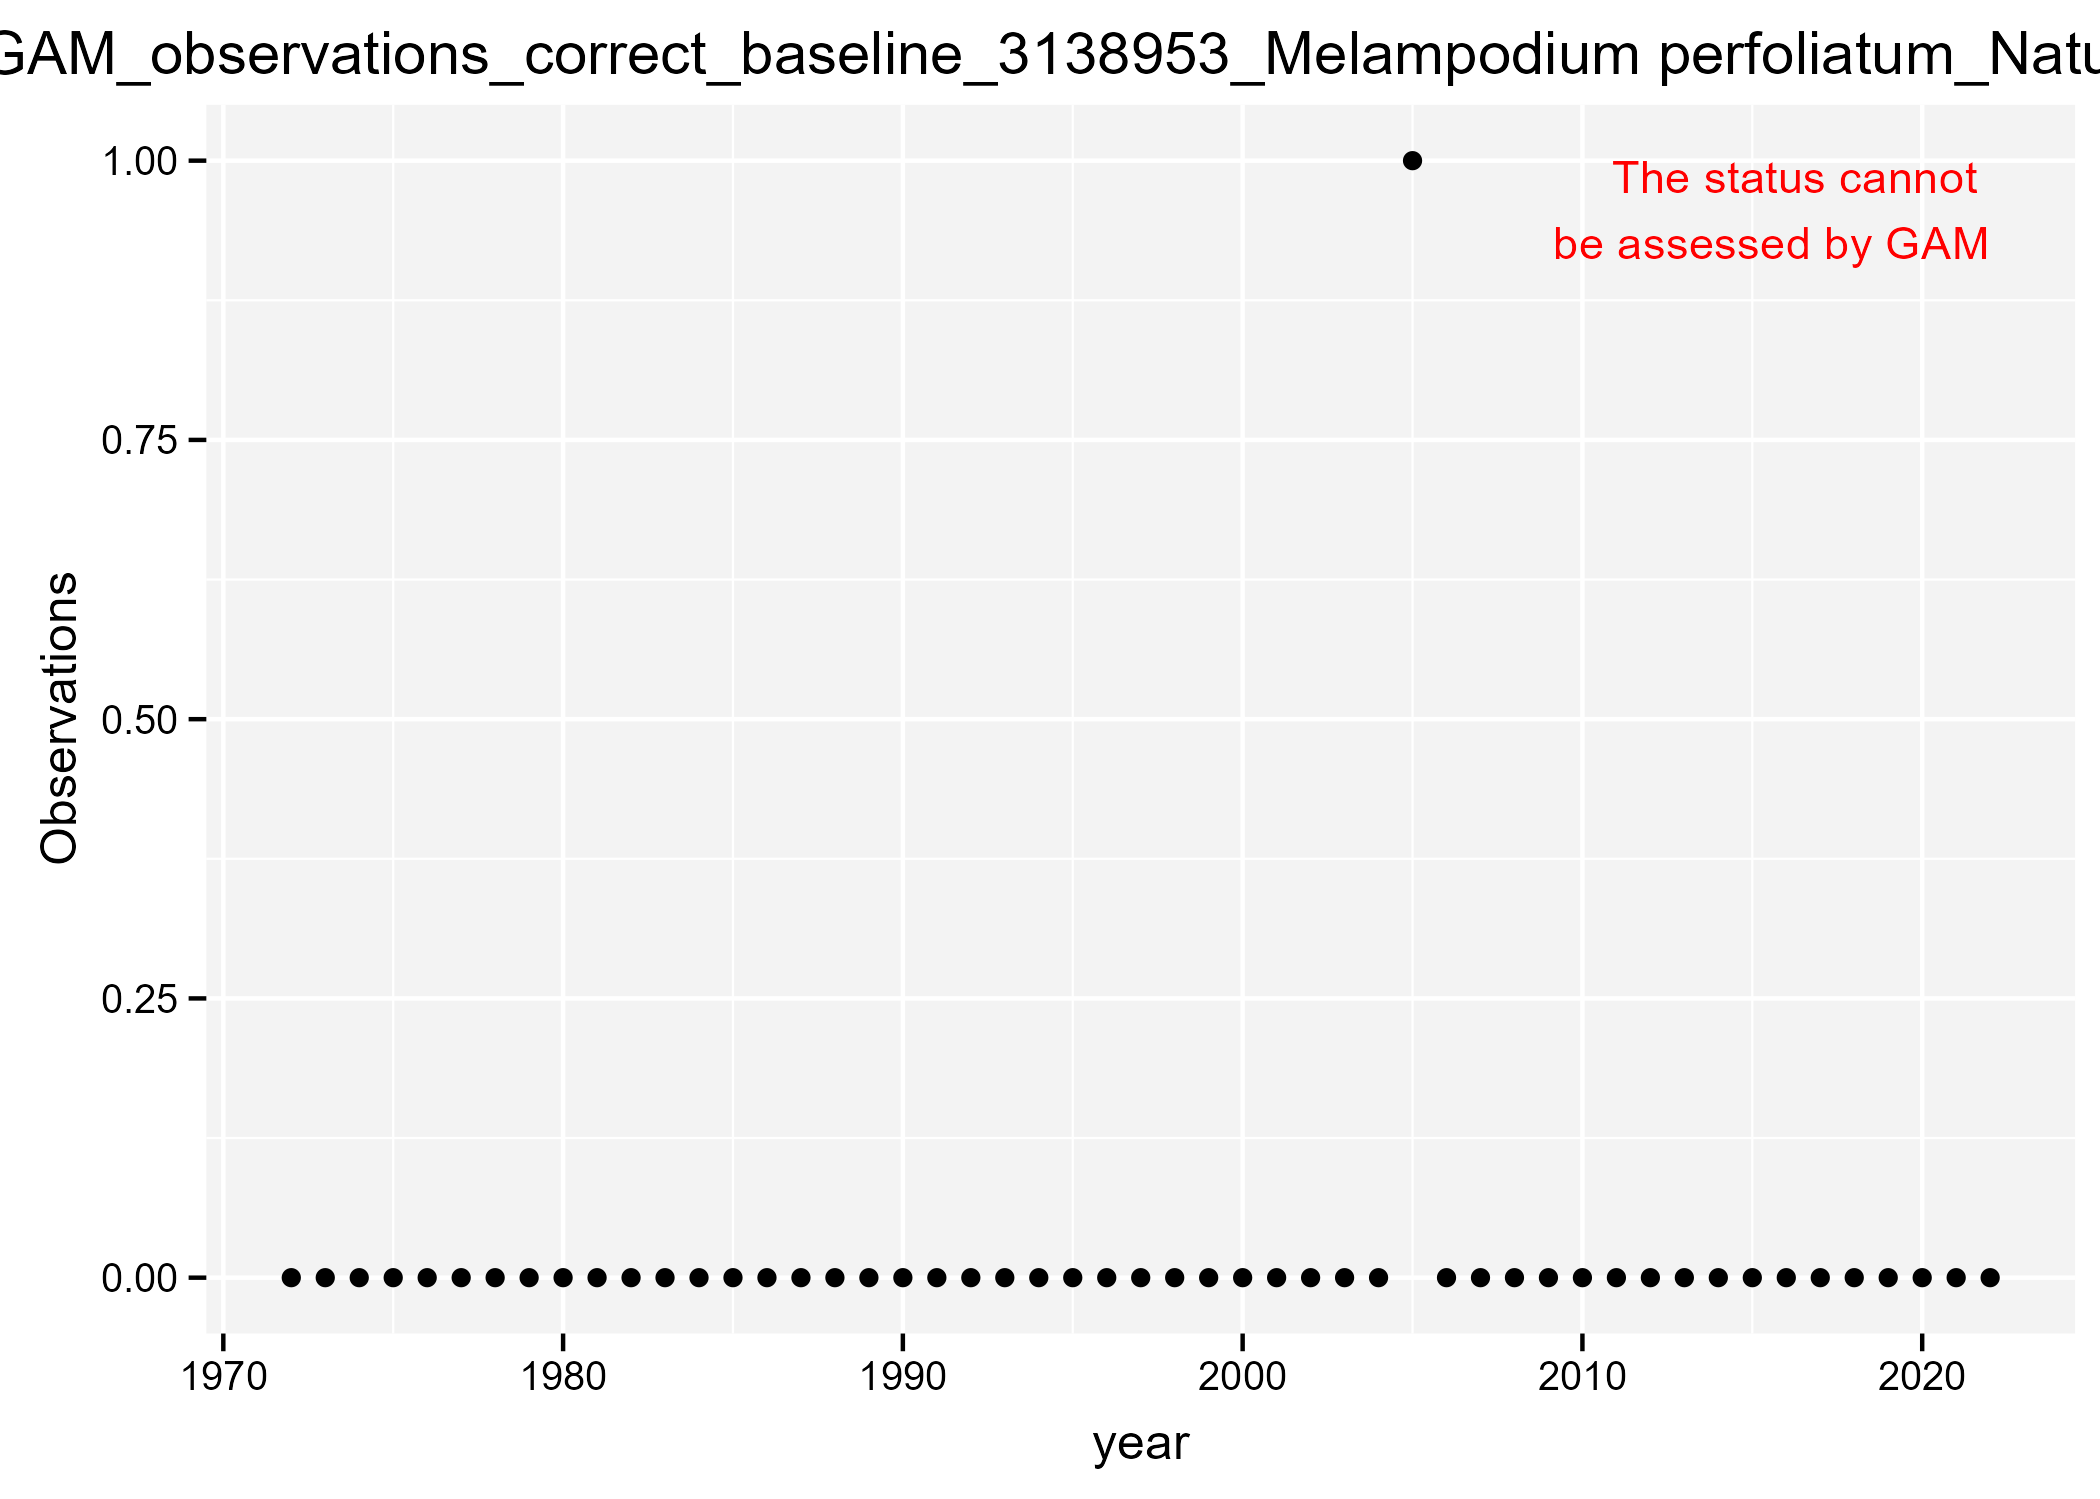 GAM_observations_correct_baseline_3138953_Melampodium perfoliatum_Natu
1.00
The status cannot
be assessed by GAM
0.75
0.50
0.25
0.00
Observations
1970 1980 1990 2000 2010 2020
year